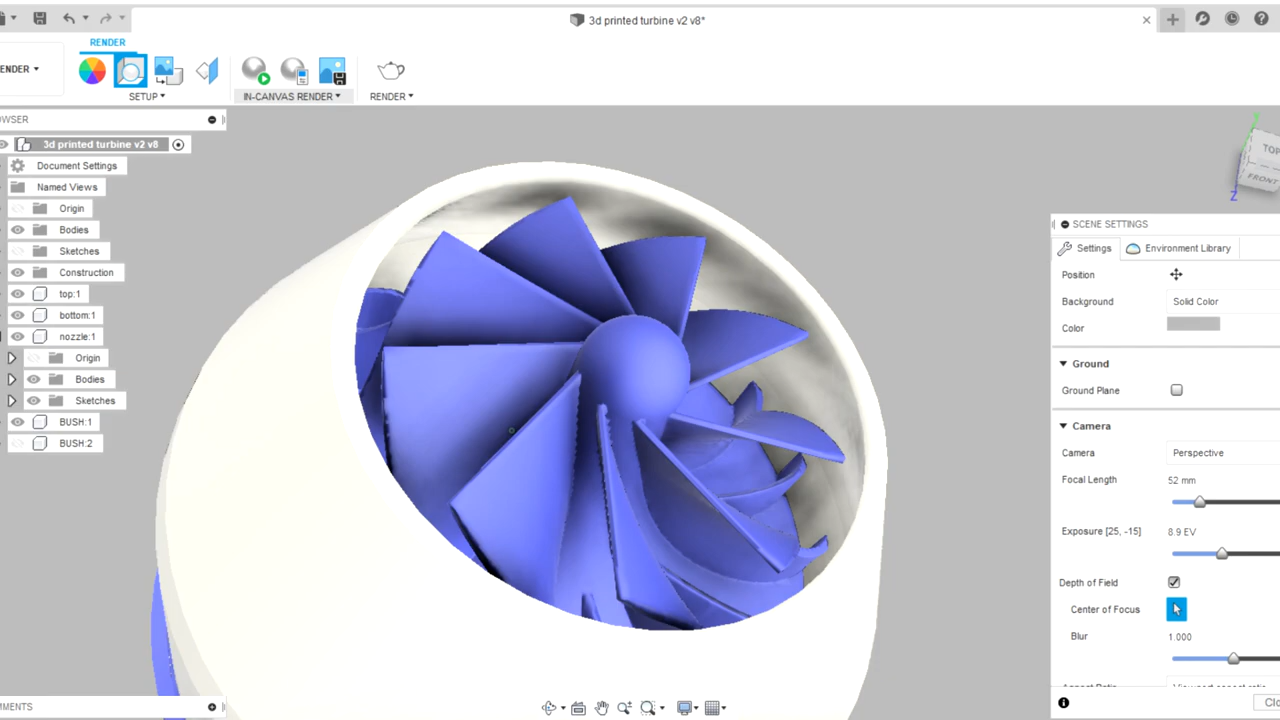 3d printed turbine v2 v8*
RENDER
ENDER
SETUP
IN-CANVAS RENDER
RENDER
WSER
3d printed turbine v2 v8
Document Settings
Named Views
Origin
Bodies
Sketches
Construction
top:1
bottom:1
nozzle:1
Origin
Bodies
Sketches
BUSH:1
BUSH:2
TOP
FRONT
Z
SCENE SETTINGS
Settings
Environment Library
Position
Background
Solid Color
Color
Ground
Ground Plane
Camera
Camera
Perspective
Focal Length
52 mm
Exposure [25, -15]
8.9 EV
Depth of Field
Center of Focus
Blur
1.000
Clo
MMENTS